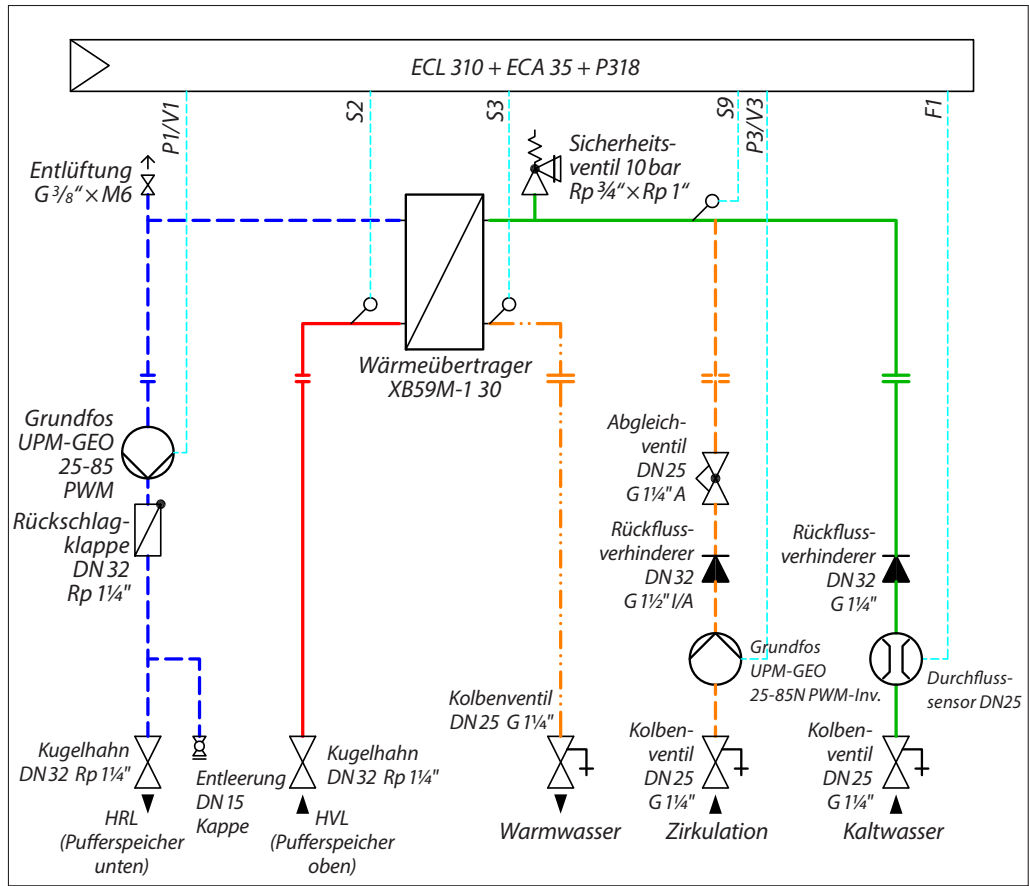 ECL 310 + ECA 35 + P318
P1/V1
S2
S3
S9
P3/V3
F1
Entlüftung
G 3/8“ × M6
Sicherheits-
ventil 10 bar
Rp ¾“ × Rp 1“
Wärmeübertrager
XB59M-1 30
Grundfos
UPM-GEO
25-85
PWM
Rückschlag-
klappe
DN 32
Rp 1¼"
Abgleich-
ventil
DN 25
G 1¼" A
Rückfluss-
verhinderer
DN 32
G 1½" I/A
Rückfluss-
verhinderer
DN 32
G 1¼"
Grundfos
UPM-GEO
25-85N PWM-Inv.
Durchfluss-
sensor DN25
Kugelhahn
DN 32 Rp 1¼"
Entleerung
DN 15
Kappe
Kugelhahn
DN 32 Rp 1¼"
Kolbenventil
DN 25 G 1¼"
Kolben-
ventil
DN 25
G 1¼"
Kolben-
ventil
DN 25
G 1¼"
HRL
(Pufferspeicher
unten)
HVL
(Pufferspeicher
oben)
Warmwasser
Zirkulation
Kaltwasser